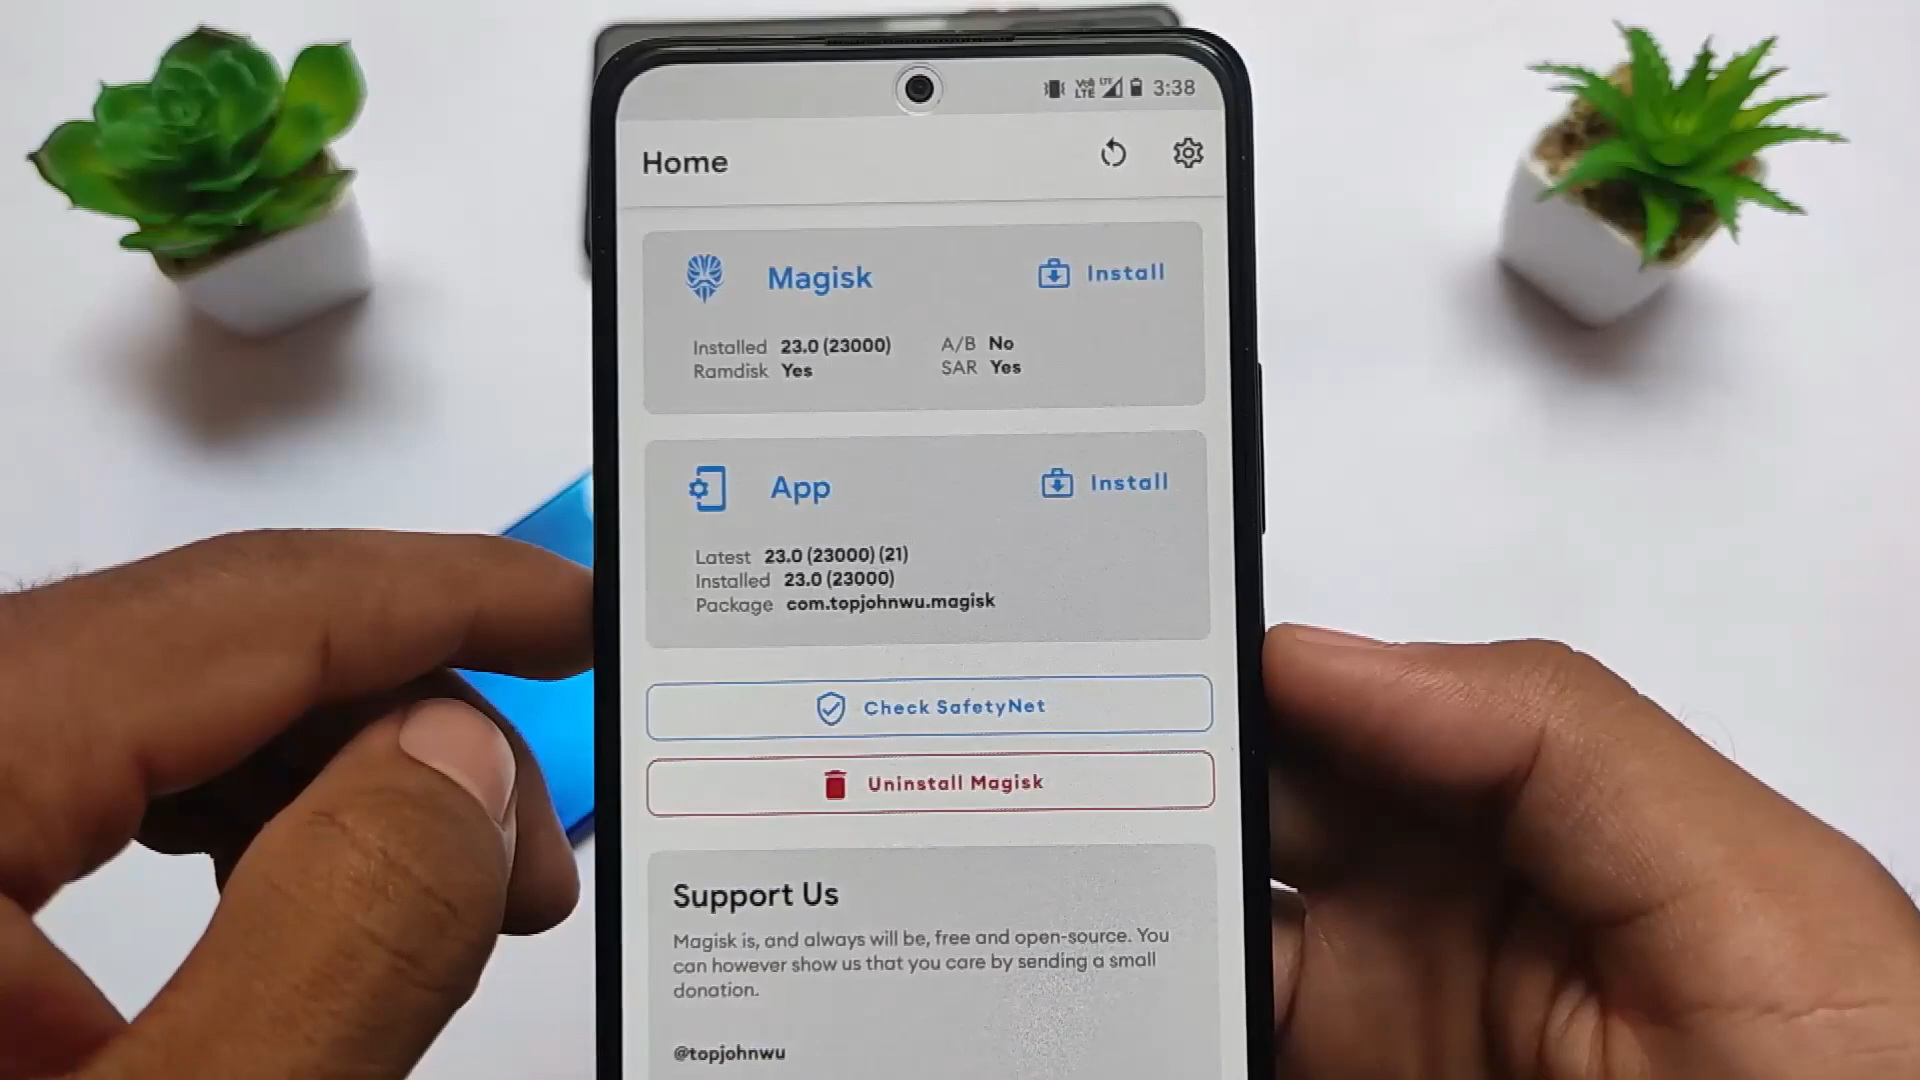 Vo)) LTE LTE 3:38
Home
Magisk Install
Installed 23.0 (23000) A/B No
Ramdisk Yes SAR Yes
App Install
Latest 23.0 (23000) (21)
Installed 23.0 (23000)
Package com.topjohnwu.magisk
Check SafetyNet
Uninstall Magisk
Support Us
Magisk is, and always will be, free and open-source. You
can however show us that you care by sending a small
donation.
@topjohnwu